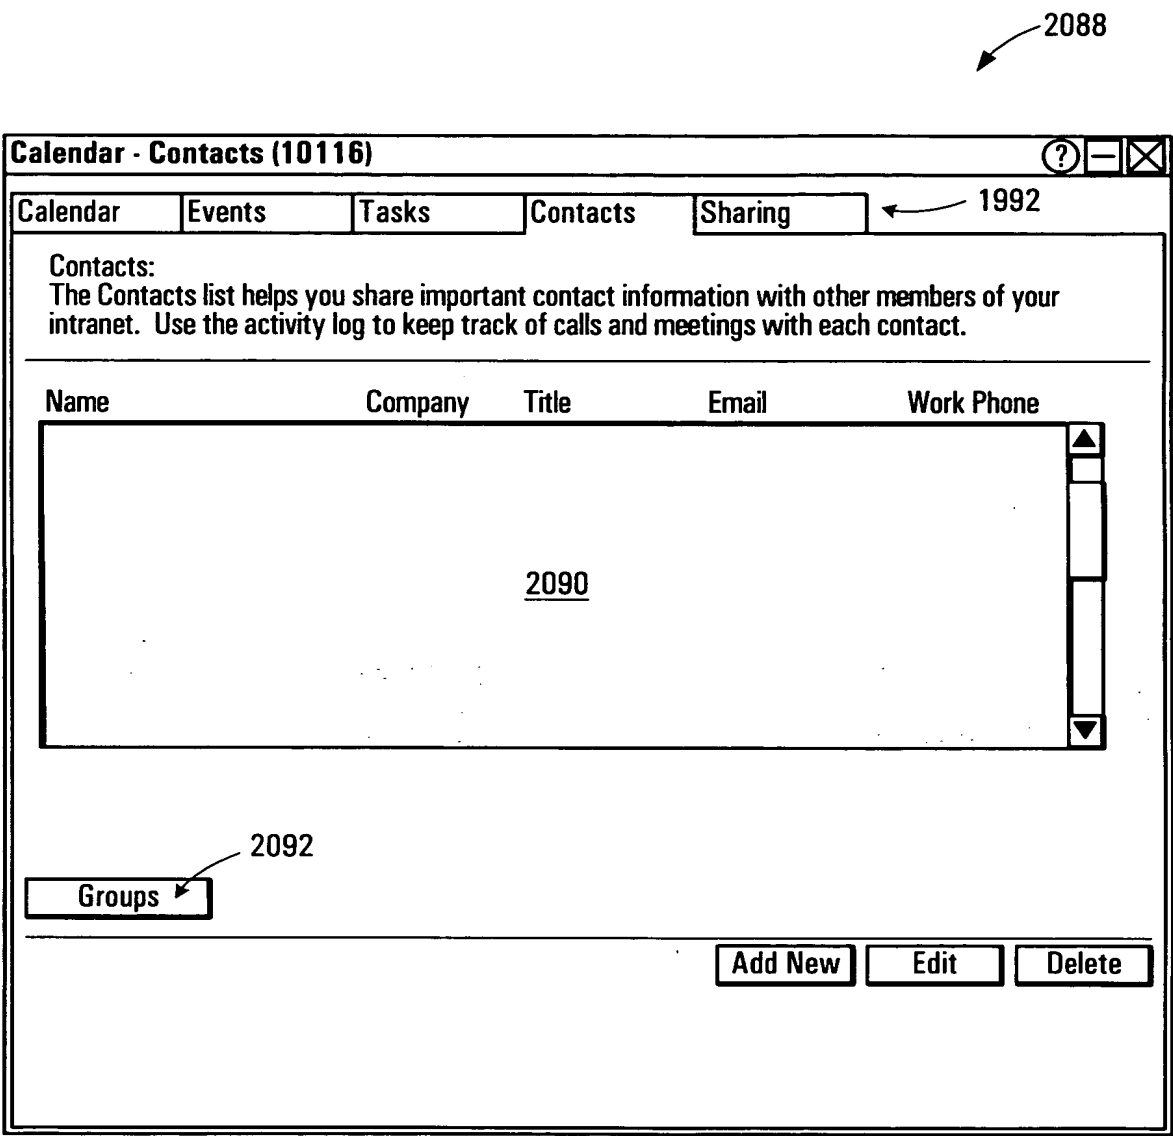 2088
Calendar - Contacts (10116)
?
Calendar Events Tasks Contacts Sharing 1992
Contacts:
The Contacts list helps you share important contact information with other members of your
intranet. Use the activity log to keep track of calls and meetings with each contact.
Name Company Title Email Work Phone
2090
2092
Groups
Add New Edit Delete